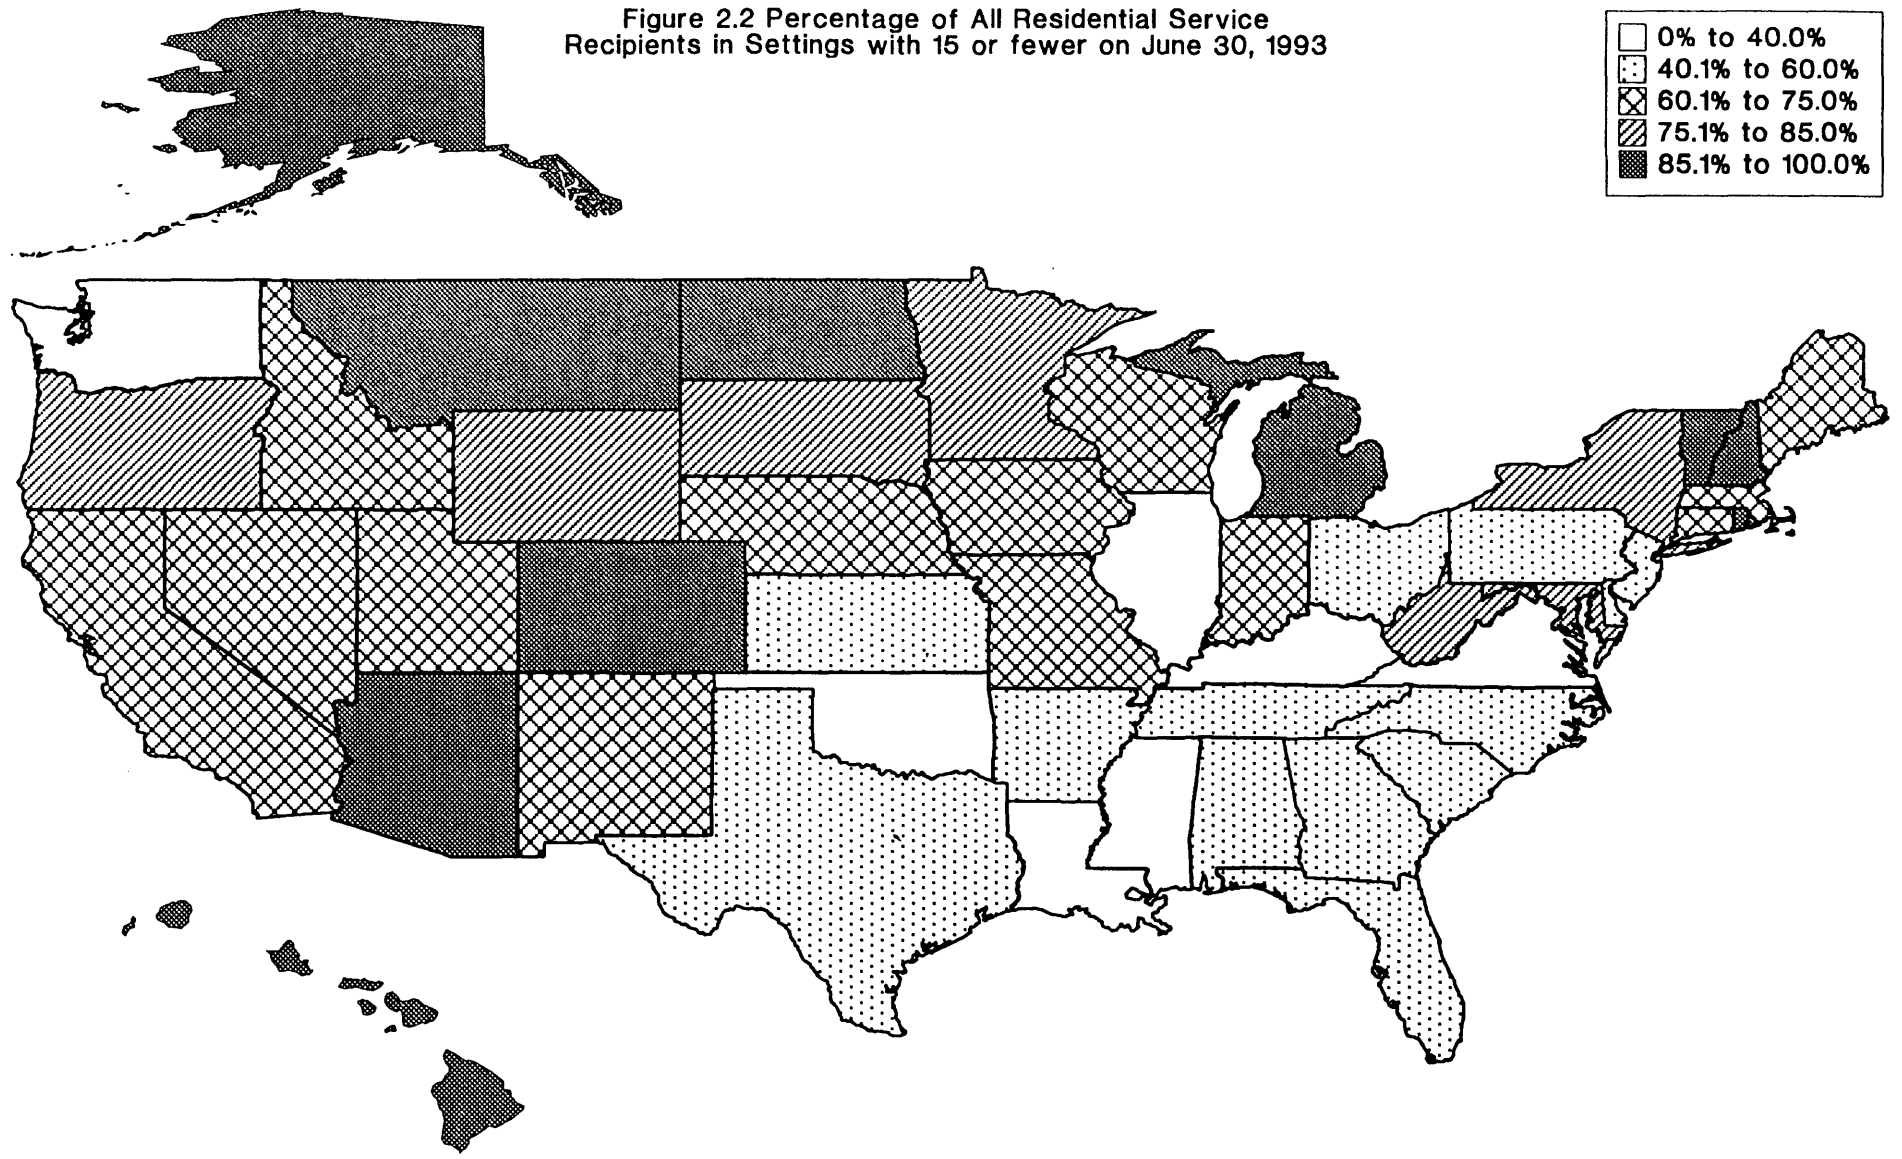 Figure 2.2 Percentage of All Residential Service
Recipients in Settings with 15 or fewer on June 30, 1993
0% to 40.0%
40.1% to 60.0%
60.1% to 75.0%
75.1% to 85.0%
85.1% to 100.0%